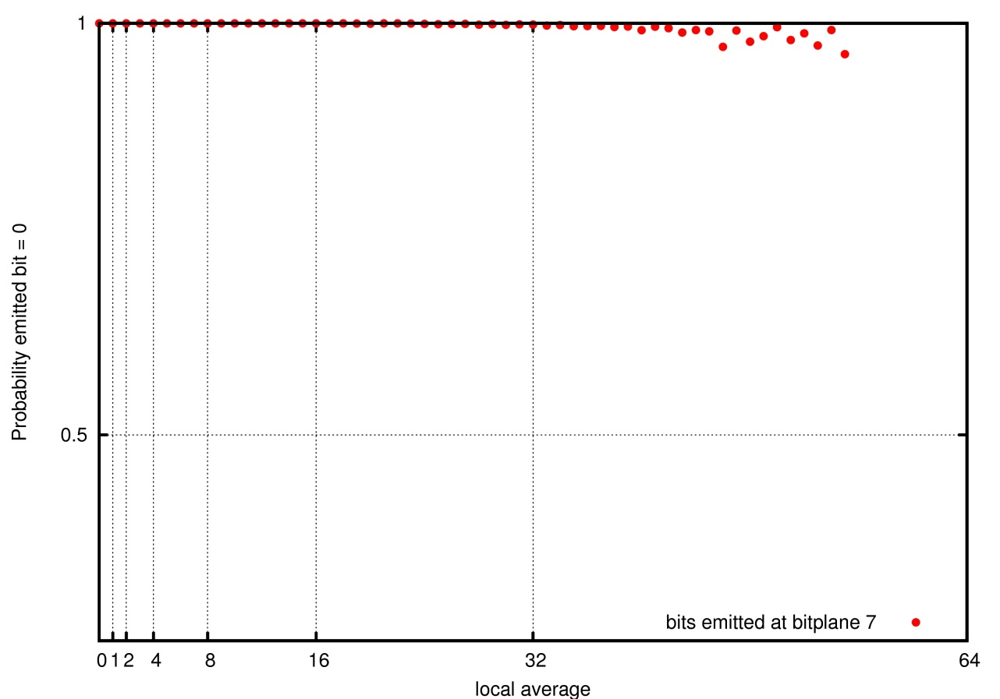 1
Probability emitted bit = 0
0.5
bits emitted at bitplane 7
0 1 2 4 8 16 32 64
local average